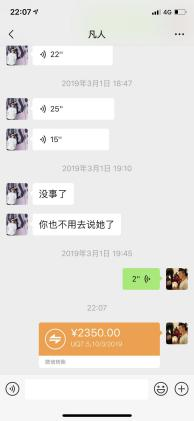 22:07
4G
凡人
22"
2019年3月1日 18:47
25"
15"
2019年3月1日 19:10
没事了
你也不用去说她了
2019年3月1日 19:45
2"
22:07
¥2350.00
微信转账